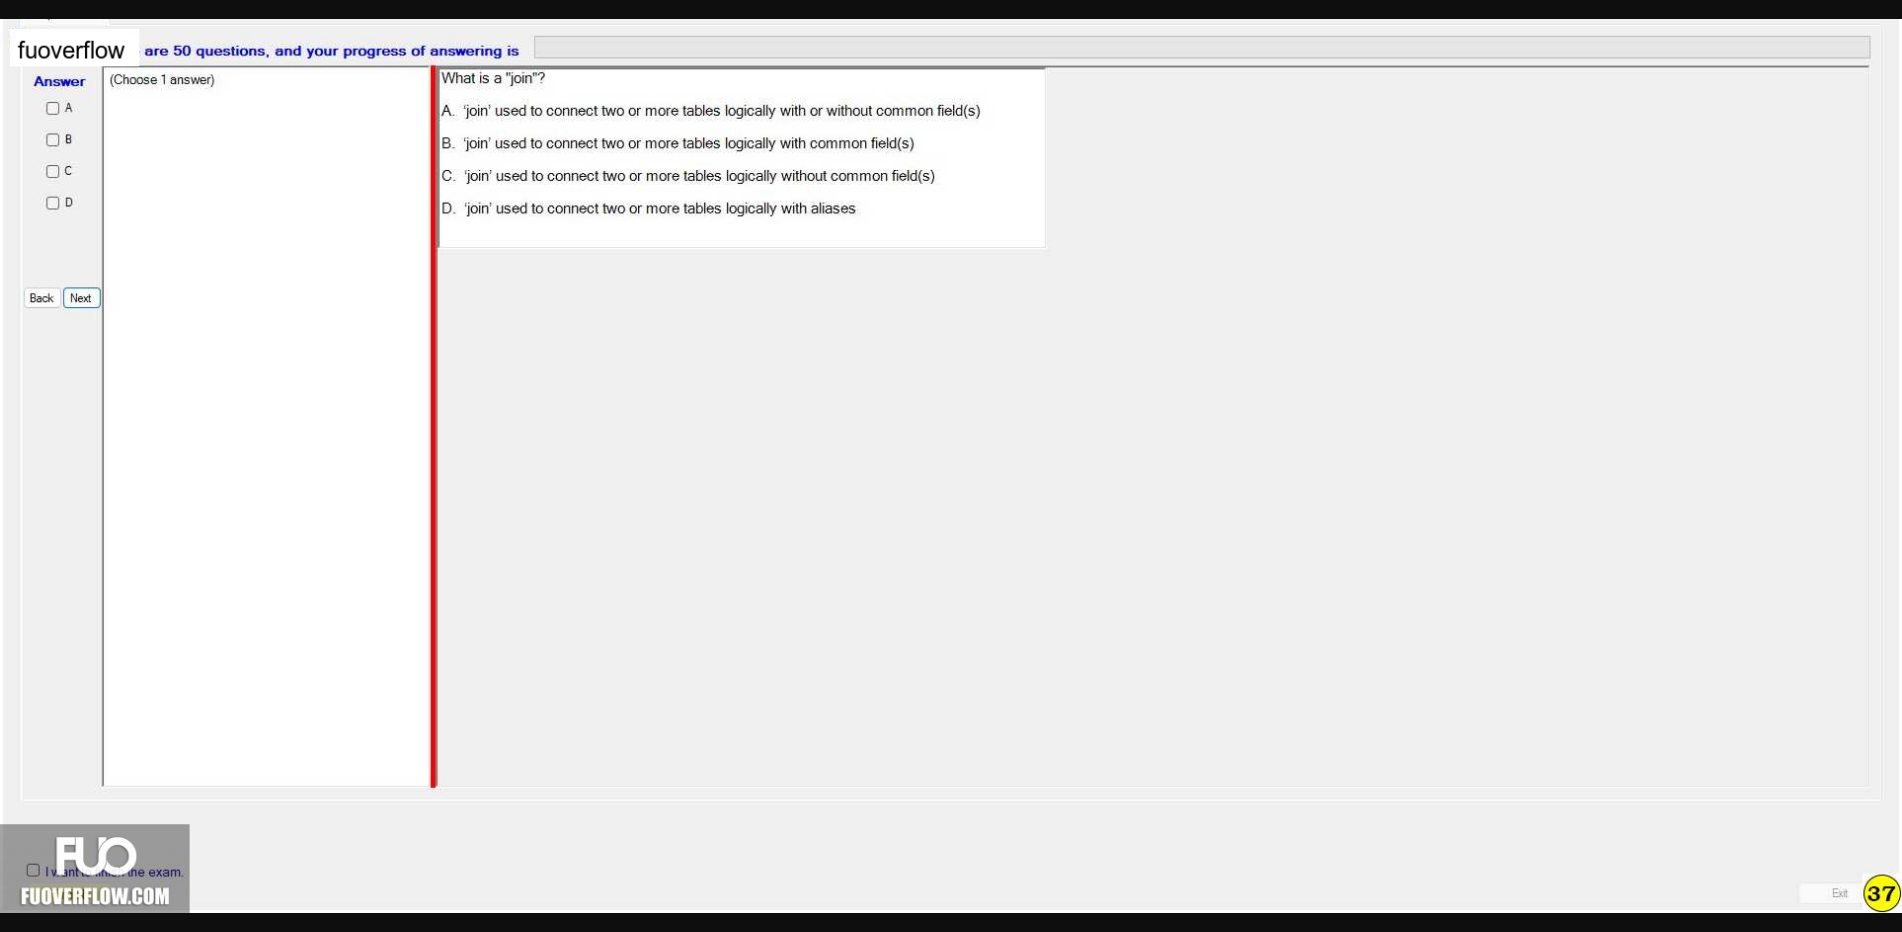 fuoverflow are 50 questions, and your progress of answering is
Answer
(Choose 1 answer)
A
B
C
D
Back Next
What is a "join"?
A. ‘join’ used to connect two or more tables logically with or without common field(s)
B. ‘join’ used to connect two or more tables logically with common field(s)
C. ‘join’ used to connect two or more tables logically without common field(s)
D. ‘join’ used to connect two or more tables logically with aliases
FUO
I want to finish the exam.
FUOVERFLOW.COM
Exit
37